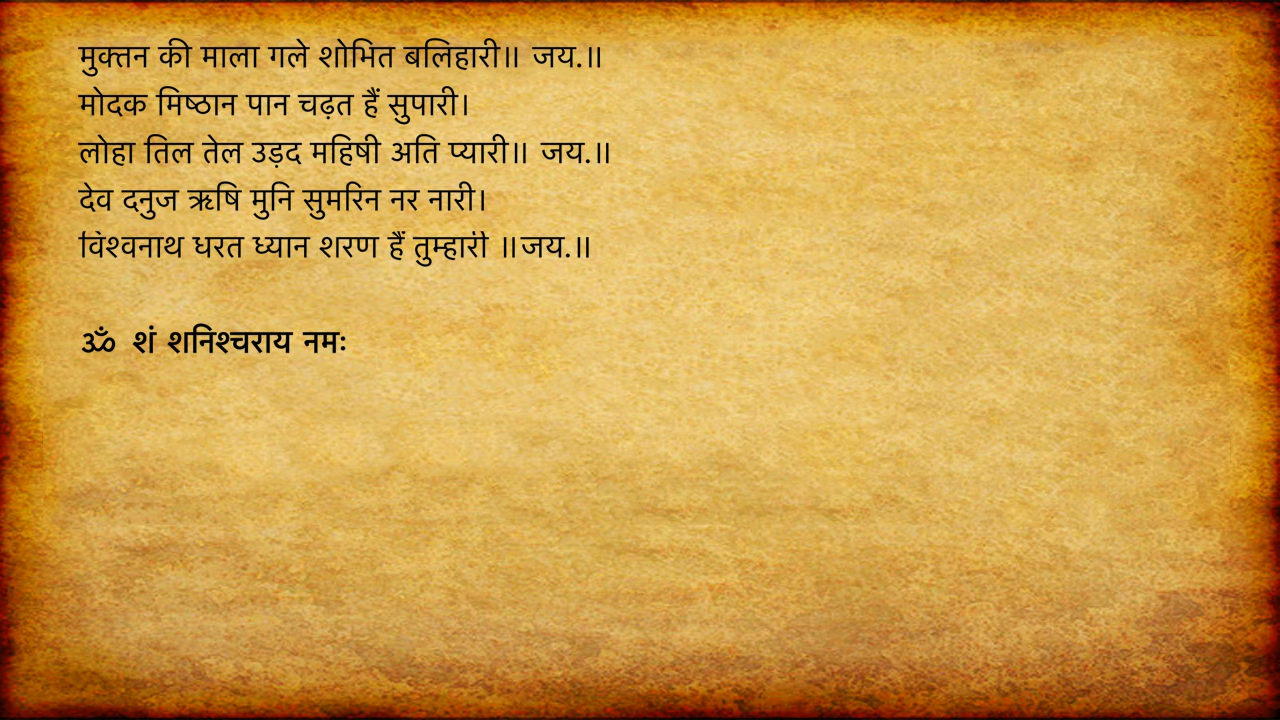 मुक्तन की माला गले शोभित बलिहारी॥ जय.॥
मोदक मिष्ठान पान चढ़त हैं सुपारी।
लोहा तिल तेल उड़द महिषी अति प्यारी॥ जय.॥
देव दनुज ऋषि मुनि सुमरिन नर नारी।
विश्वनाथ धरत ध्यान शरण हैं तुम्हारी ॥जय.॥
ॐ शं शनिश्चराय नमः